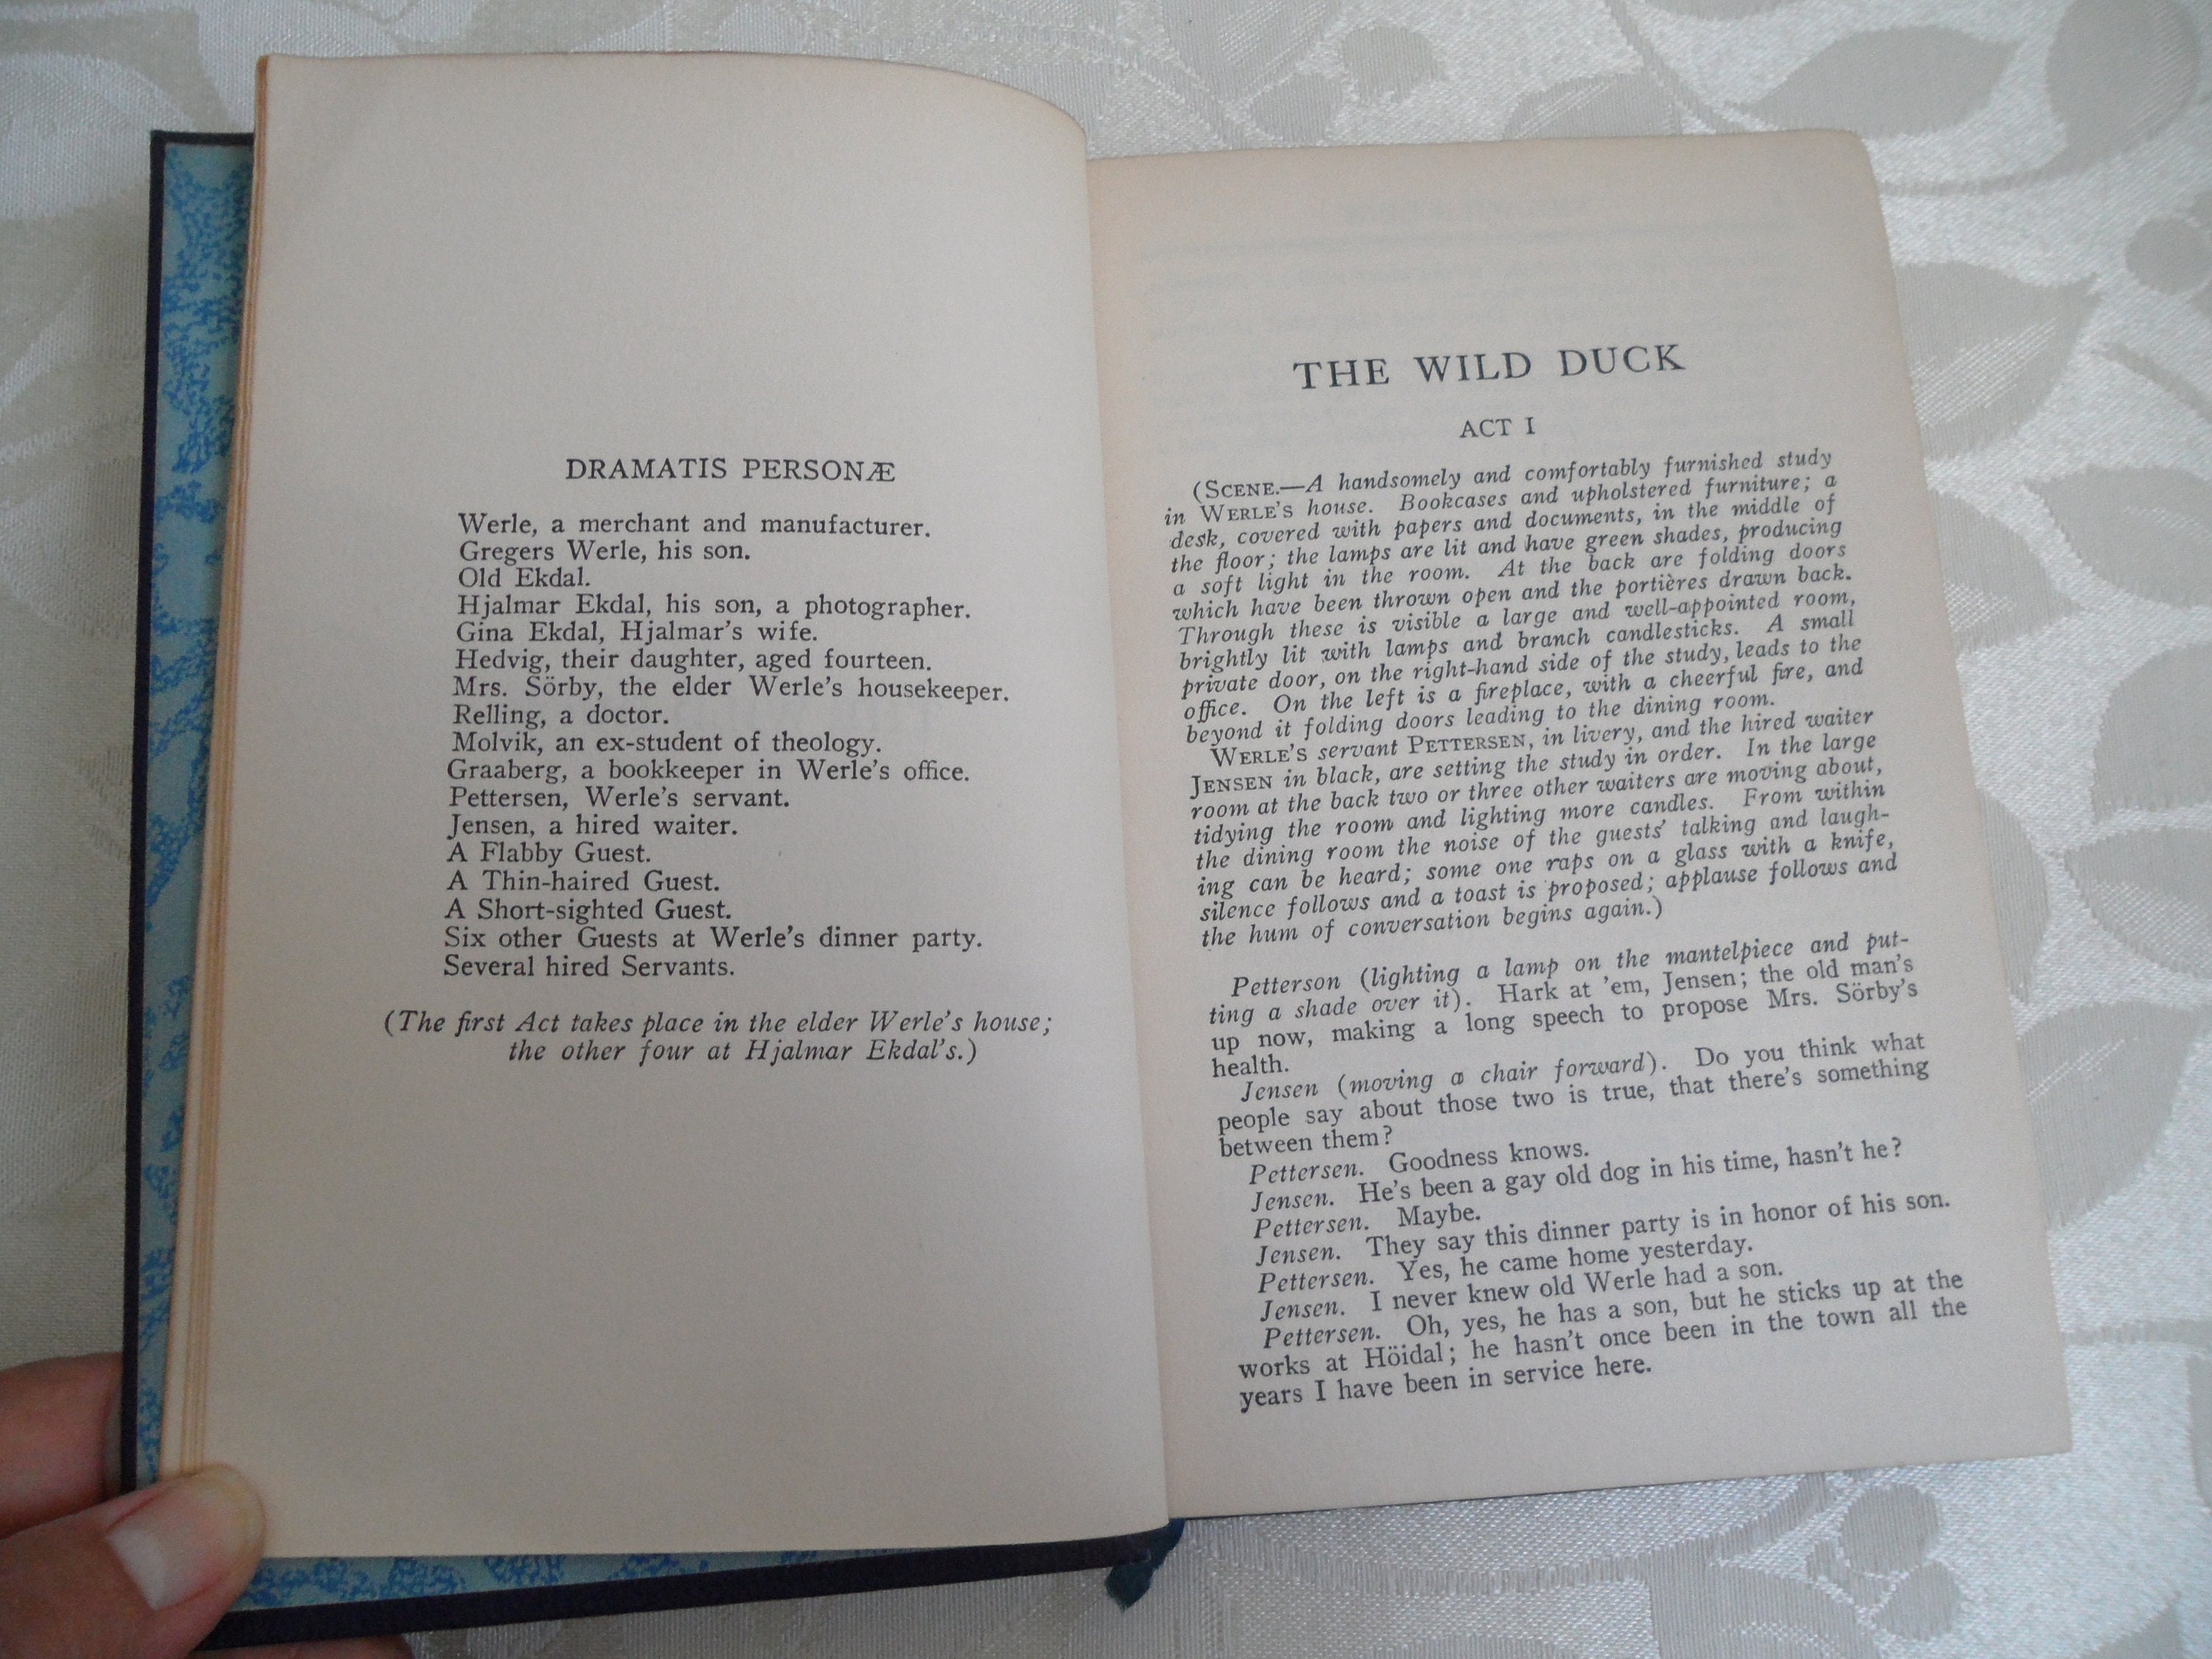 DRAMATIS PERSONÆ
Werle, a merchant and manufacturer.
Gregers Werle, his son.
Old Ekdal.
Hjalmar Ekdal, his son, a photographer.
Gina Ekdal, Hjalmar's wife.
Hedvig, their daughter, aged fourteen.
Mrs. Sörby, the elder Werle's housekeeper.
Relling, a doctor.
Molvik, an ex-student of theology.
Graaberg, a bookkeeper in Werle's office.
Pettersen, Werle's servant.
Jensen, a hired waiter.
A Flabby Guest.
A Thin-haired Guest.
A Short-sighted Guest.
Six other Guests at Werle's dinner party.
Several hired Servants.
(The first Act takes place in the elder Werle's house;
the other four at Hjalmar Ekdal's.)
THE WILD DUCK
ACT I
(SCENE.—A handsomely and comfortably furnished study
in WERLE'S house. Bookcases and upholstered furniture; a
desk, covered with papers and documents, in the middle of
the floor; the lamps are lit and have green shades, producing
a soft light in the room. At the back are folding doors
which have been thrown open and the portières drawn back.
Through these is visible a large and well-appointed room,
brightly lit with lamps and branch candlesticks. A small
private door, on the right-hand side of the study, leads to the
office. On the left is a fireplace, with a cheerful fire, and
beyond it folding doors leading to the dining room.
WERLE'S servant PETTERSEN, in livery, and the hired waiter
JENSEN in black, are setting the study in order. In the large
room at the back two or three other waiters are moving about,
tidying the room and lighting more candles. From within
the dining room the noise of the guests' talking and laugh-
ing can be heard; some one raps on a glass with a knife,
silence follows and a toast is proposed; applause follows and
the hum of conversation begins again.)
Petterson (lighting a lamp on the mantelpiece and put-
ting a shade over it). Hark at 'em, Jensen; the old man's
up now, making a long speech to propose Mrs. Sörby's
health.
Jensen (moving a chair forward). Do you think what
people say about those two is true, that there's something
between them?
Pettersen. Goodness knows.
Jensen. He's been a gay old dog in his time, hasn't he?
Pettersen. Maybe.
Jensen. They say this dinner party is in honor of his son.
Pettersen. Yes, he came home yesterday.
Jensen. I never knew old Werle had a son.
Pettersen. Oh, yes, he has a son, but he sticks up at the
works at Höidal; he hasn't once been in the town all the
years I have been in service here.